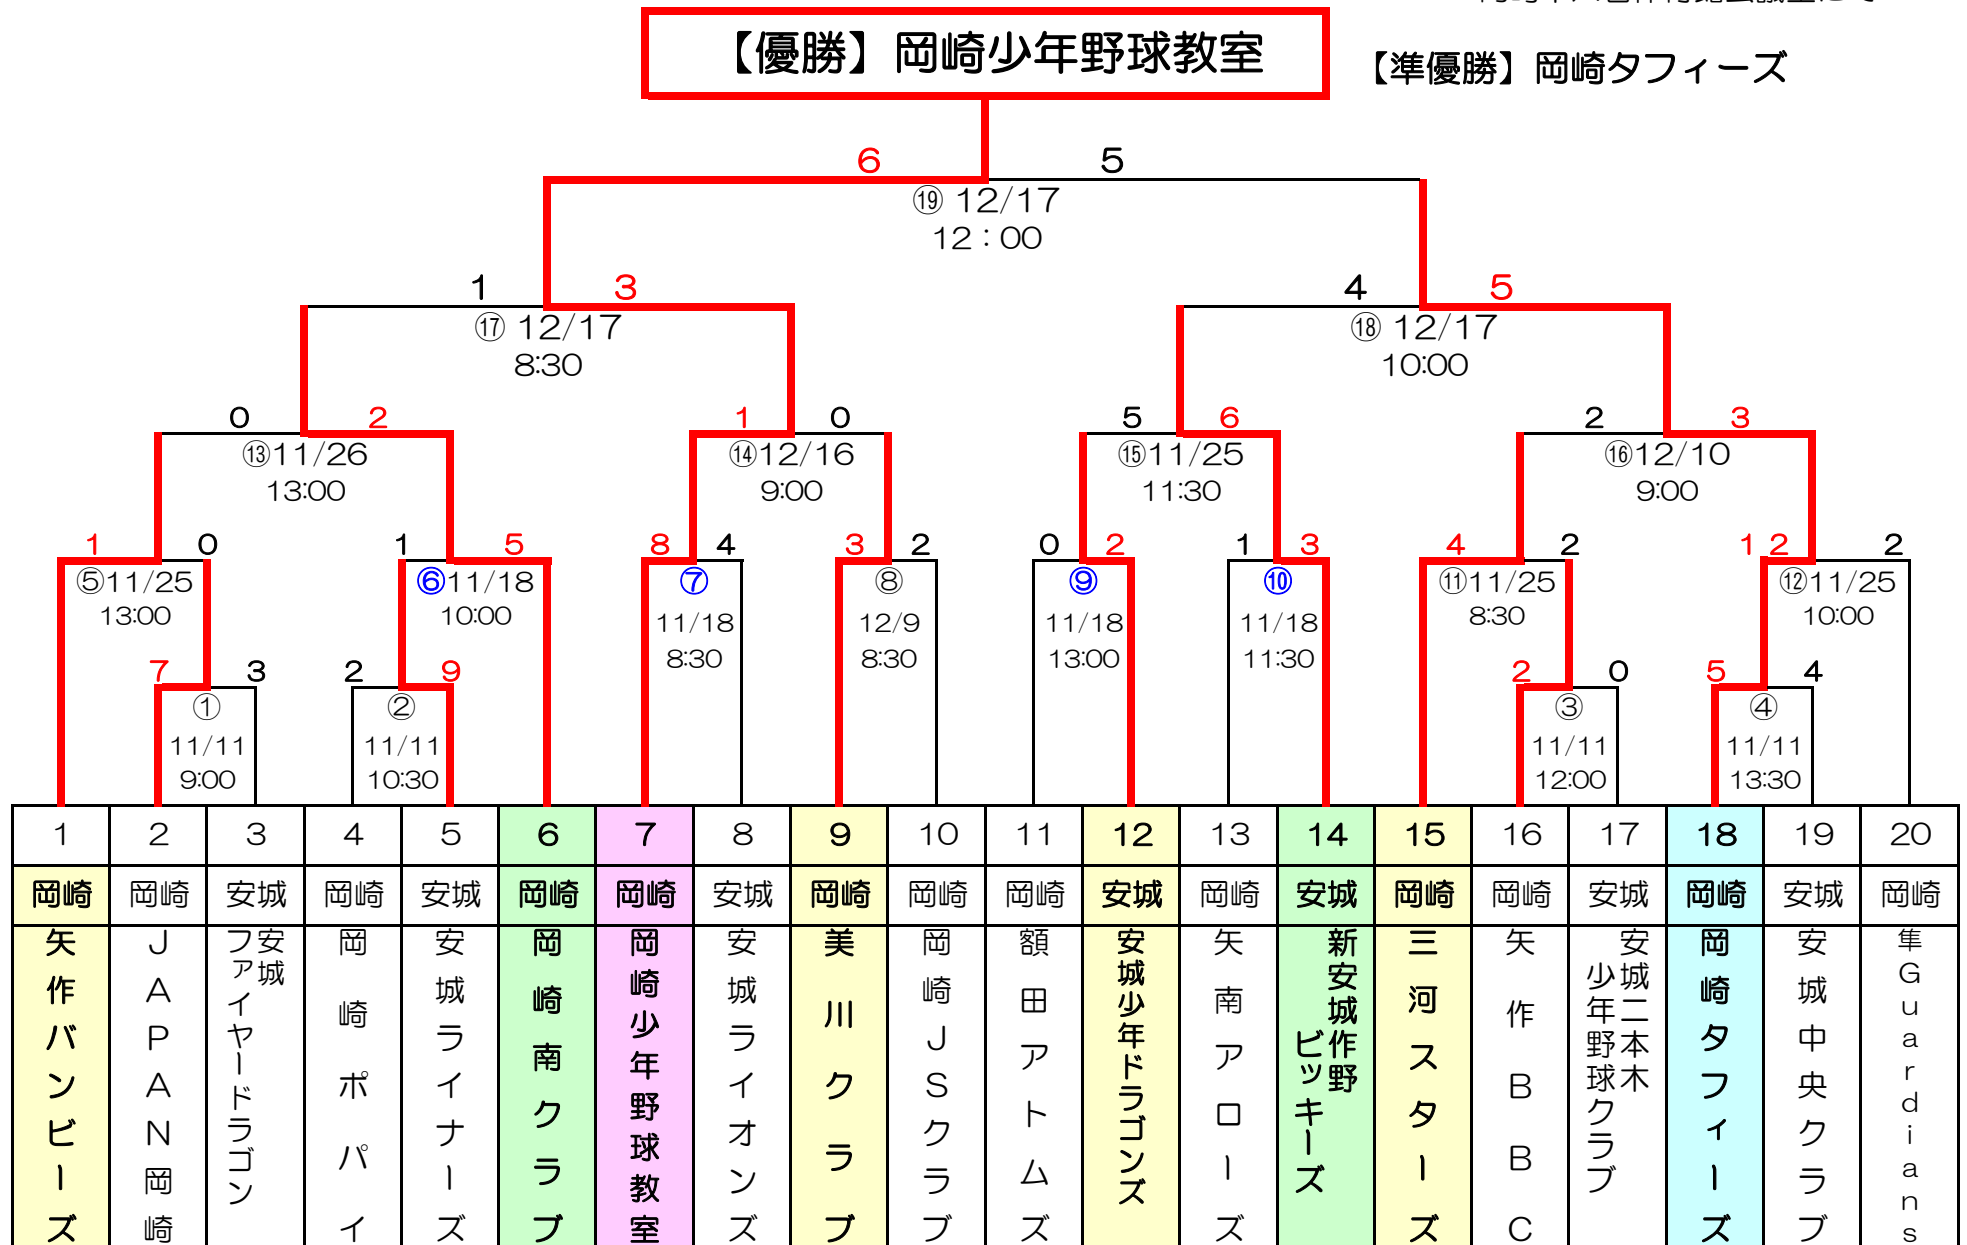 【優勝】岡崎少年野球教室
【準優勝】岡崎タフィーズ
6 5
⑲ 12/17
12：00
1 3 4 5
⑰ 12/17 ⑱ 12/17
8:30 10:00
0 2 1 0 5 6 2 3
⑬11/26 ⑭12/16 ⑮11/25 ⑯12/10
13:00 9:00 11:30 9:00
1 0 1 5 8 4 3 2 0 2 1 3 4 2 12 2
⑤11/25 ⑥11/18 ⑦ ⑧ ⑨ ⑩ ⑪11/25 ⑫11/25
13:00 10:00 11/18 12/9 11/18 11/18 8:30 10:00
8:30 8:30 13:00 11:30
7 3 2 9 2 0 5 4
① ② ③ ④
11/11 11/11 11/11 11/11
9:00 10:30 12:00 13:30
1 2 3 4 5 6 7 8 9 10 11 12 13 14 15 16 17 18 19 20
岡崎 岡崎 安城 岡崎 安城 岡崎 岡崎 安城 岡崎 岡崎 岡崎 安城 岡崎 安城 岡崎 岡崎 安城 岡崎 安城 岡崎
矢作バンビーズ
JAPAN岡崎
安城
ファイヤードラゴン
岡崎ポパイ
安城ライナーズ
岡崎南クラブ
岡崎少年野球教室
安城ライオンズ
美川クラブ
岡崎JSクラブ
額田アトムズ
安城少年ドラゴンズ
矢南アローズ
新安城作野
ビッキーズ
三河スターズ
矢作BBC
安城二本木
少年野球クラブ
岡崎タフィーズ
安城中央クラブ
隼Guardians